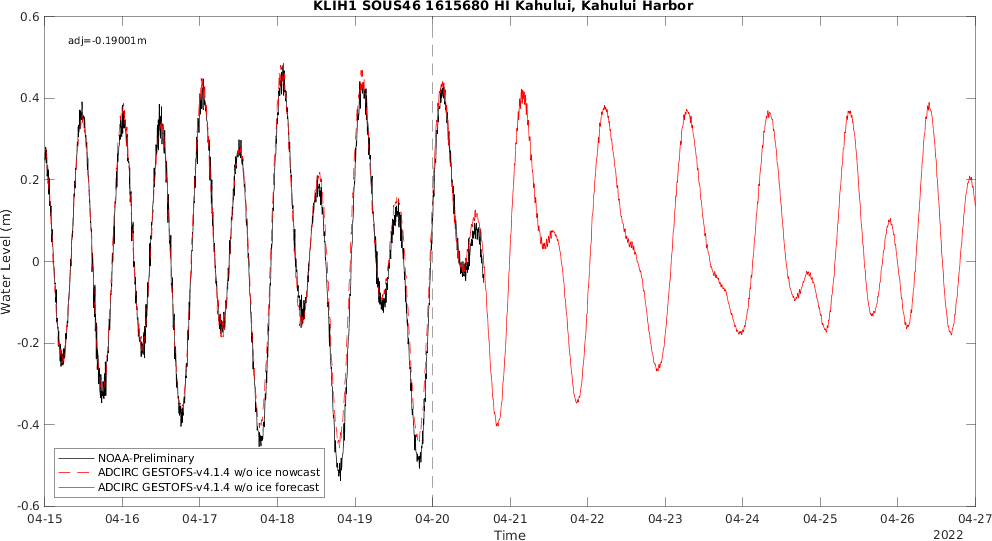 KLIH1 SOUS46 1615680 HI Kahului, Kahului Harbor
adj=-0.19001m
0.6
0.4
0.2
0
-0.2
-0.4
-0.6
Water Level (m)
NOAA-Preliminary
ADCIRC GESTOFS-v4.1.4 w/o ice nowcast
ADCIRC GESTOFS-v4.1.4 w/o ice forecast
04-15 04-16 04-17 04-18 04-19 04-20 04-21 04-22 04-23 04-24 04-25 04-26 04-27
Time
2022